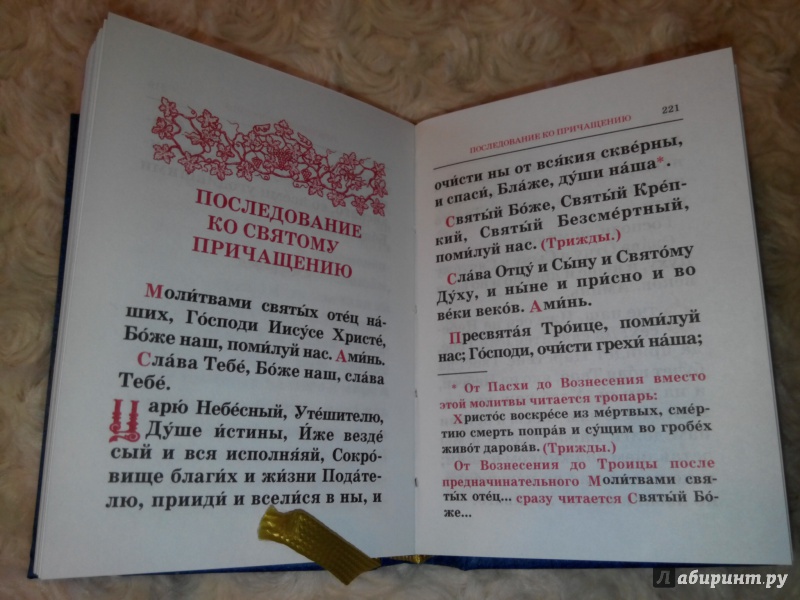 ПОСЛЕДОВАНИЕ
КО СВЯТОМУ
ПРИЧАЩЕНИЮ
Моли́твами святы́х оте́ц на́-
ших, Го́споди Иису́се Христе́,
Бо́же наш, поми́луй нас. Ами́нь.
Сла́ва Тебе́, Бо́же наш, сла́ва
Тебе́.
Царю́ Небе́сный, Уте́шителю,
Ду́ше и́стины, И́же везде́
сый и вся исполня́яй, Сокро́-
вище благи́х и жи́зни Пода́те-
лю, прииди́ и всели́ся в ны, и
221
ПОСЛЕДОВАНИЕ КО ПРИЧАЩЕНИЮ
очи́сти ны от вся́кия скве́рны,
и спаси́, Бла́же, ду́ши на́ша*.
Святы́й Бо́же, Святы́й Кре́п-
кий, Святы́й Безсме́ртный,
поми́луй нас. (Трижды.)
Сла́ва Отцу́ и Сы́ну и Свято́му
Ду́ху, и ны́не и при́сно и во
ве́ки веко́в. Ами́нь.
Пресвята́я Тро́ице, поми́луй
нас; Го́споди, очи́сти грехи́ на́ша;
* От Пасхи до Вознесения вместо
этой молитвы читается тропарь:
Христо́с воскре́се из ме́ртвых, сме́р-
тию смерть попра́в и су́щим во гробе́х
живо́т дарова́в. (Трижды.)
От Вознесения до Троицы после
предначинательного Моли́твами свя-
ты́х оте́ц... сразу читается Святы́й Бо́-
же...
Лабиринт.ру